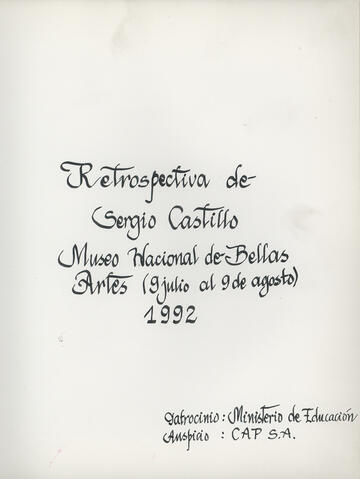 Retrospectiva de
Sergio Castillo
Museo Nacional de Bellas
Artes (9 julio al 9 de agosto)
1992
Patrocinio : Ministerio de Educación
Auspicio : CAP S.A.